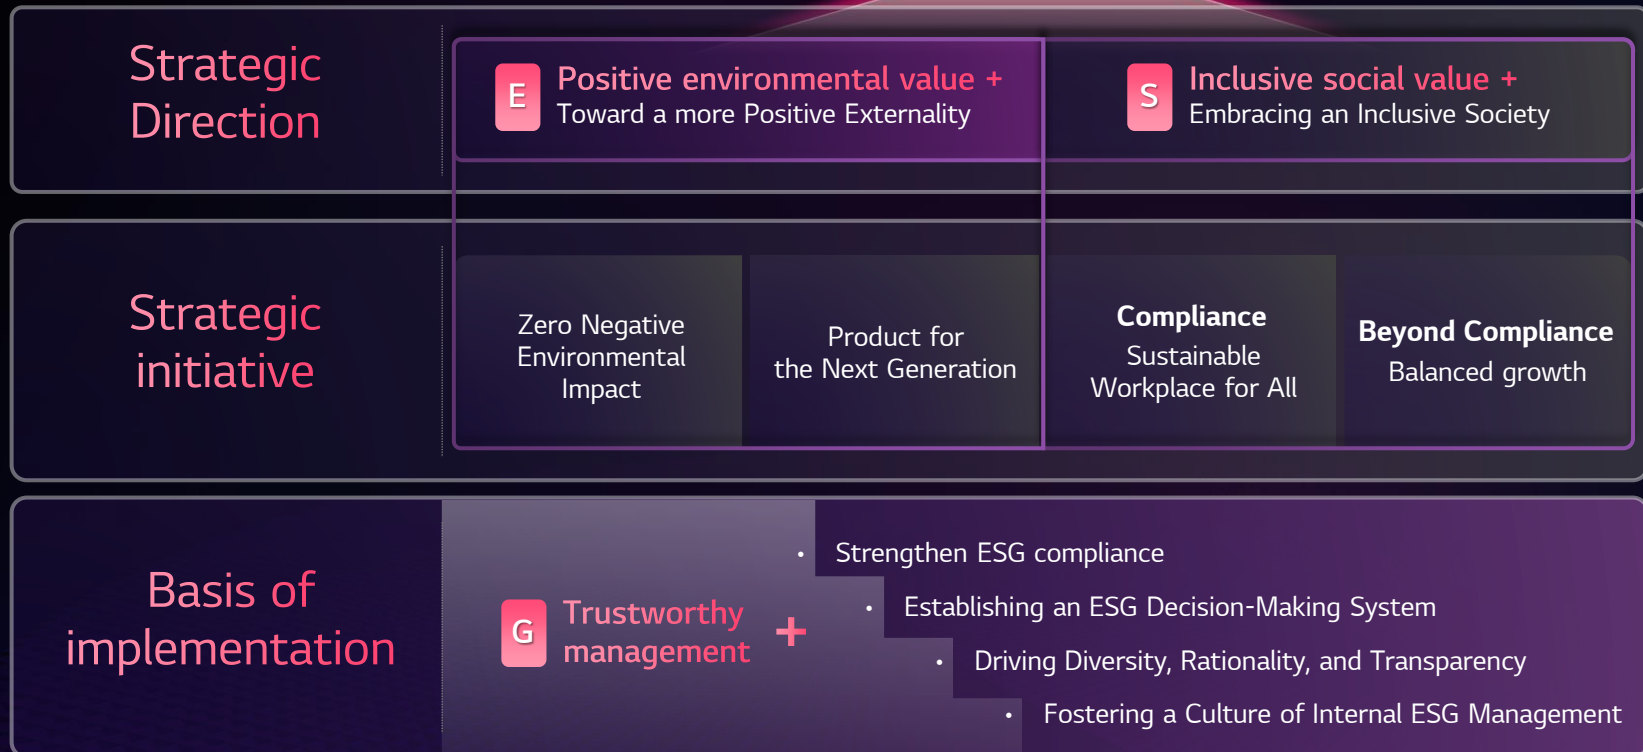 Strategic
Direction
E
Positive environmental value +
Toward a more Positive Externality
S
Inclusive social value +
Embracing an Inclusive Society
Strategic
initiative
Zero Negative
Environmental
Impact
Product for
the Next Generation
Compliance
Sustainable
Workplace for All
Beyond Compliance
Balanced growth
Basis of
implementation
G
Trustworthy
management
+
• Strengthen ESG compliance
• Establishing an ESG Decision-Making System
• Driving Diversity, Rationality, and Transparency
• Fostering a Culture of Internal ESG Management